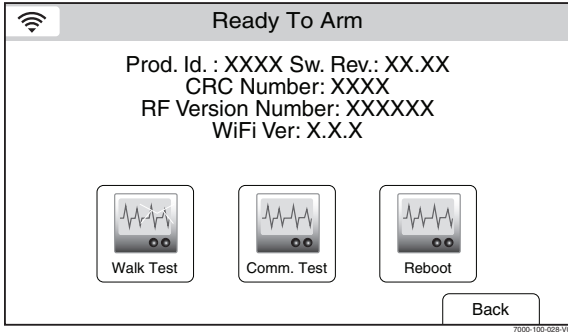 Ready To Arm
Prod. Id. : XXXX Sw. Rev.: XX.XX
CRC Number: XXXX
RF Version Number: XXXXXX
WiFi Ver: X.X.X
Walk Test Comm. Test Reboot
Back
7000-100-028-V0